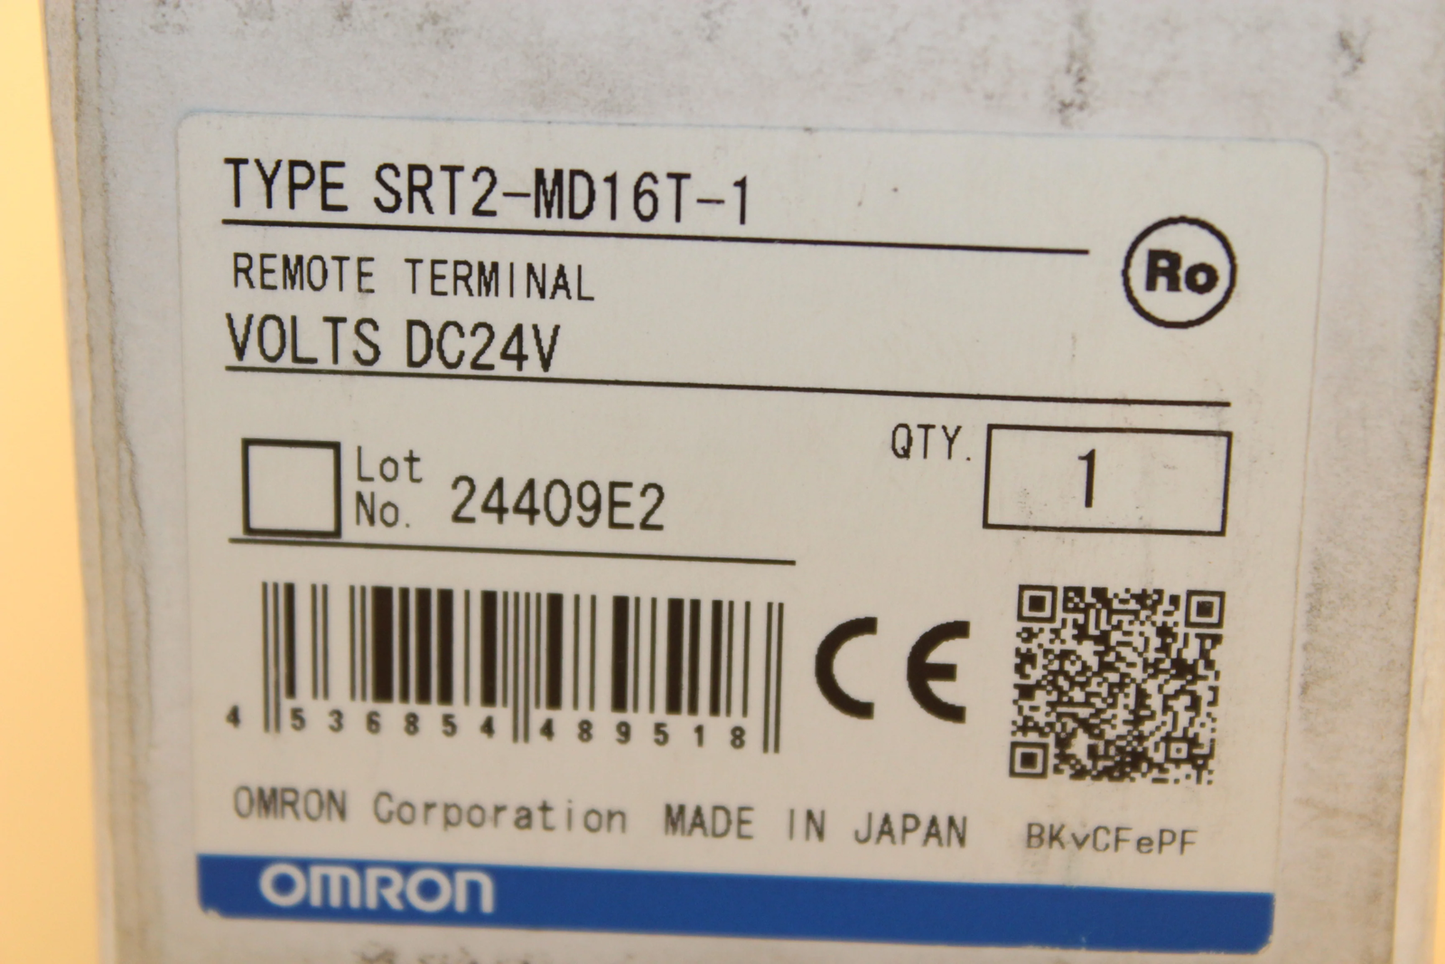 TYPE SRT2-MD16T-1
Ro
REMOTE TERMINAL
VOLTS DC24V
QTY. 1
Lot No. 24409E2
4 536854 489518
CE
OMRON Corporation MADE IN JAPAN
BKvCFePF
OMRON